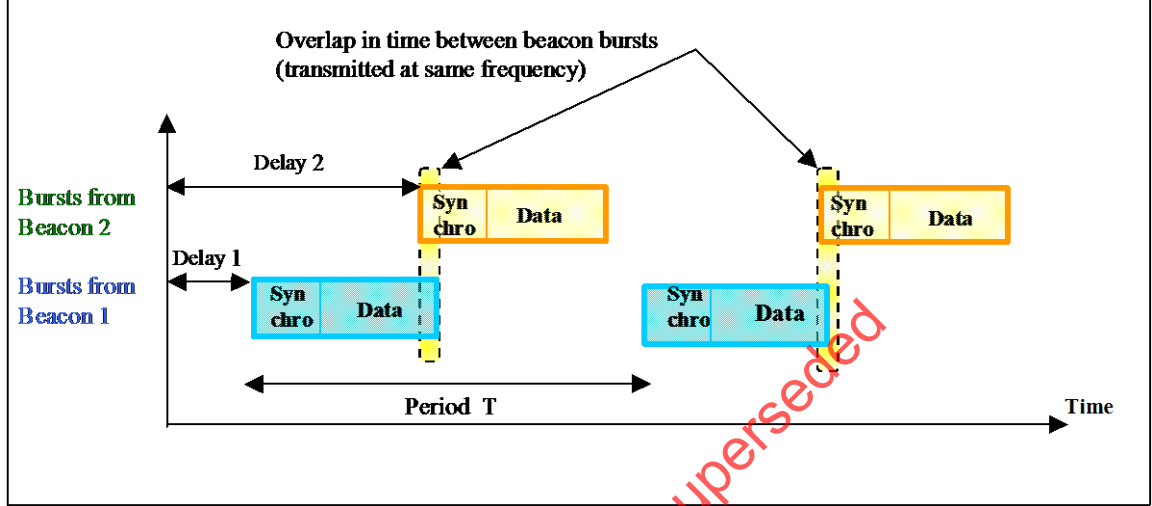 Overlap in time between beacon bursts
(transmitted at same frequency)
Delay 2
Bursts from
Beacon 2
Syn
chro
Data
Syn
chro
Data
Delay 1
Bursts from
Beacon 1
Syn
chro
Data
Syn
chro
Data
Period T
Time
superseded